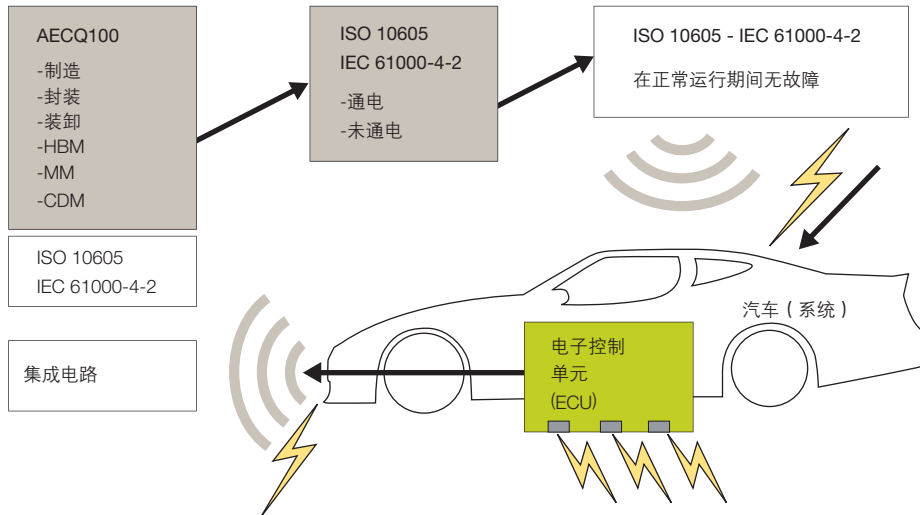 AECQ100
-制造
-封装
-装卸
-HBM
-MM
-CDM
ISO 10605
IEC 61000-4-2
-通电
-未通电
ISO 10605 - IEC 61000-4-2
在正常运行期间无故障
ISO 10605
IEC 61000-4-2
集成电路
汽车（系统）
电子控制
单元
(ECU)